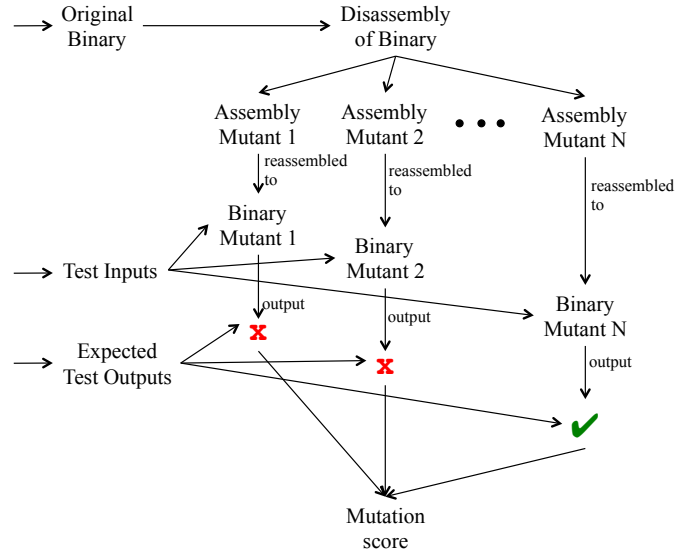 Original
Binary
Disassembly
of Binary
Assembly
Mutant 1
Assembly
Mutant 2
Assembly
Mutant N
reassembled
to
reassembled
to
reassembled
to
Binary
Mutant 1
Binary
Mutant 2
Test Inputs
Binary
Mutant N
output
output
output
Expected
Test Outputs
x
x
✔
Mutation
score